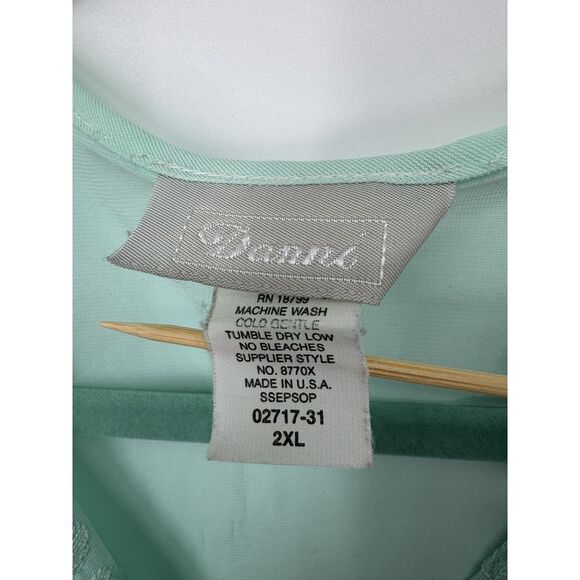 Danni
RN 18799
MACHINE WASH
COLD GENTLE
TUMBLE DRY LOW
NO BLEACHES
SUPPLIER STYLE
NO. 8770X
MADE IN U.S.A.
SSEPSOP
02717-31
2XL